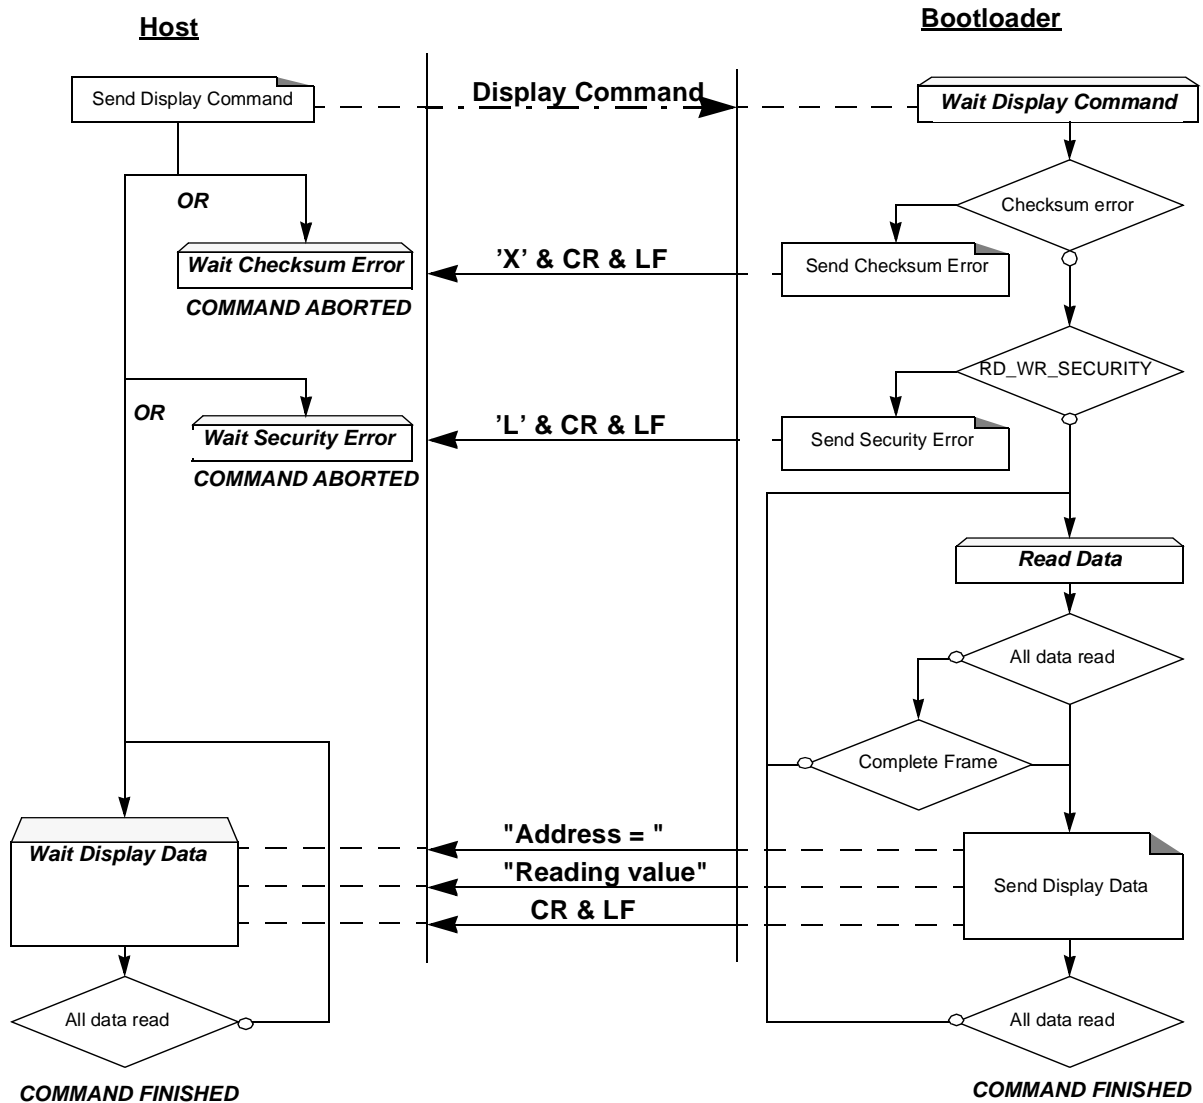 Host
Bootloader
Send Display Command
Display Command
Wait Display Command
OR
Checksum error
Wait Checksum Error
’X’ & CR & LF
Send Checksum Error
COMMAND ABORTED
RD_WR_SECURITY
OR
Wait Security Error
’L’ & CR & LF
Send Security Error
COMMAND ABORTED
Read Data
All data read
Complete Frame
"Address = "
Wait Display Data
"Reading value"
Send Display Data
CR & LF
All data read
All data read
COMMAND FINISHED
COMMAND FINISHED